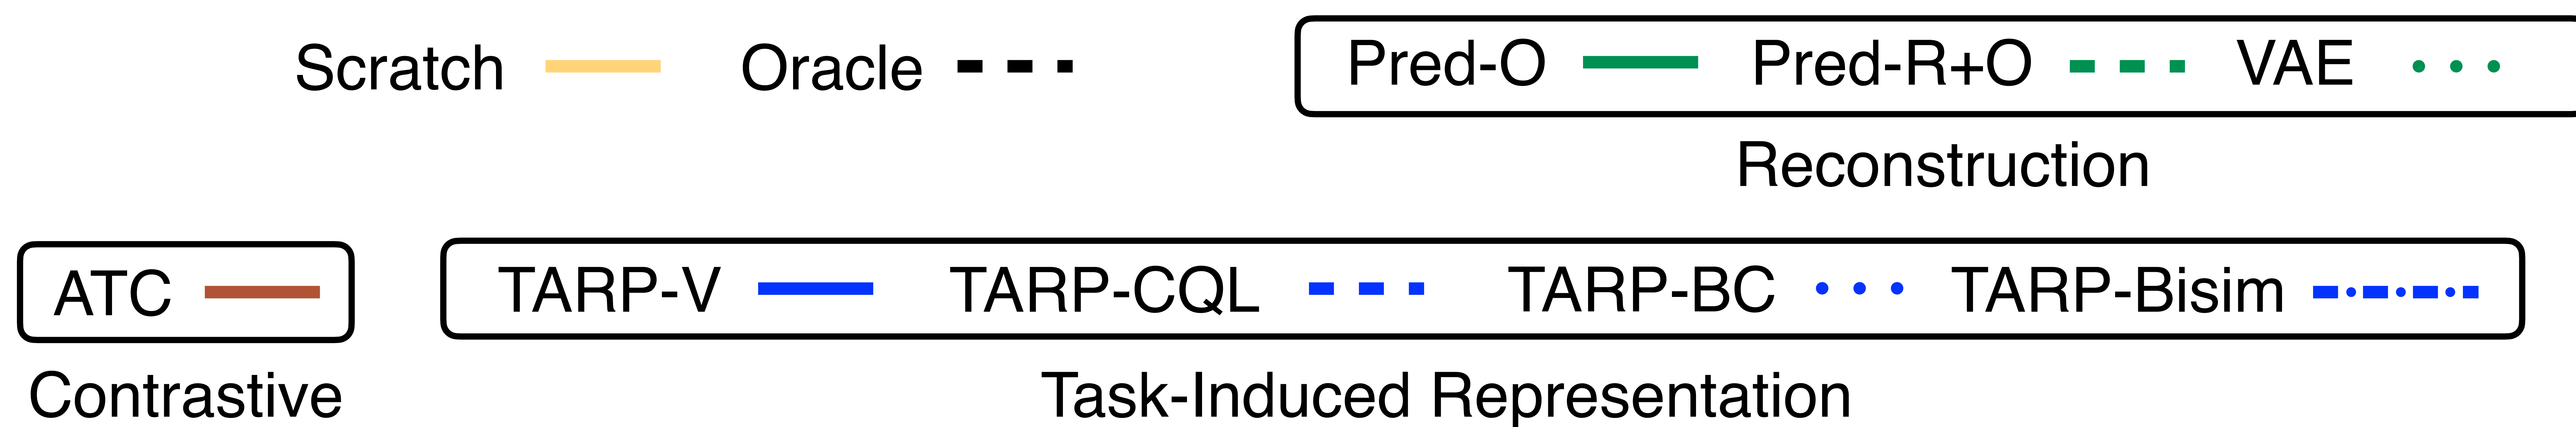 Scratch Oracle Pred-O Pred-R+O VAE
Reconstruction
ATC TARP-V TARP-CQL TARP-BC TARP-Bisim
Contrastive Task-Induced Representation